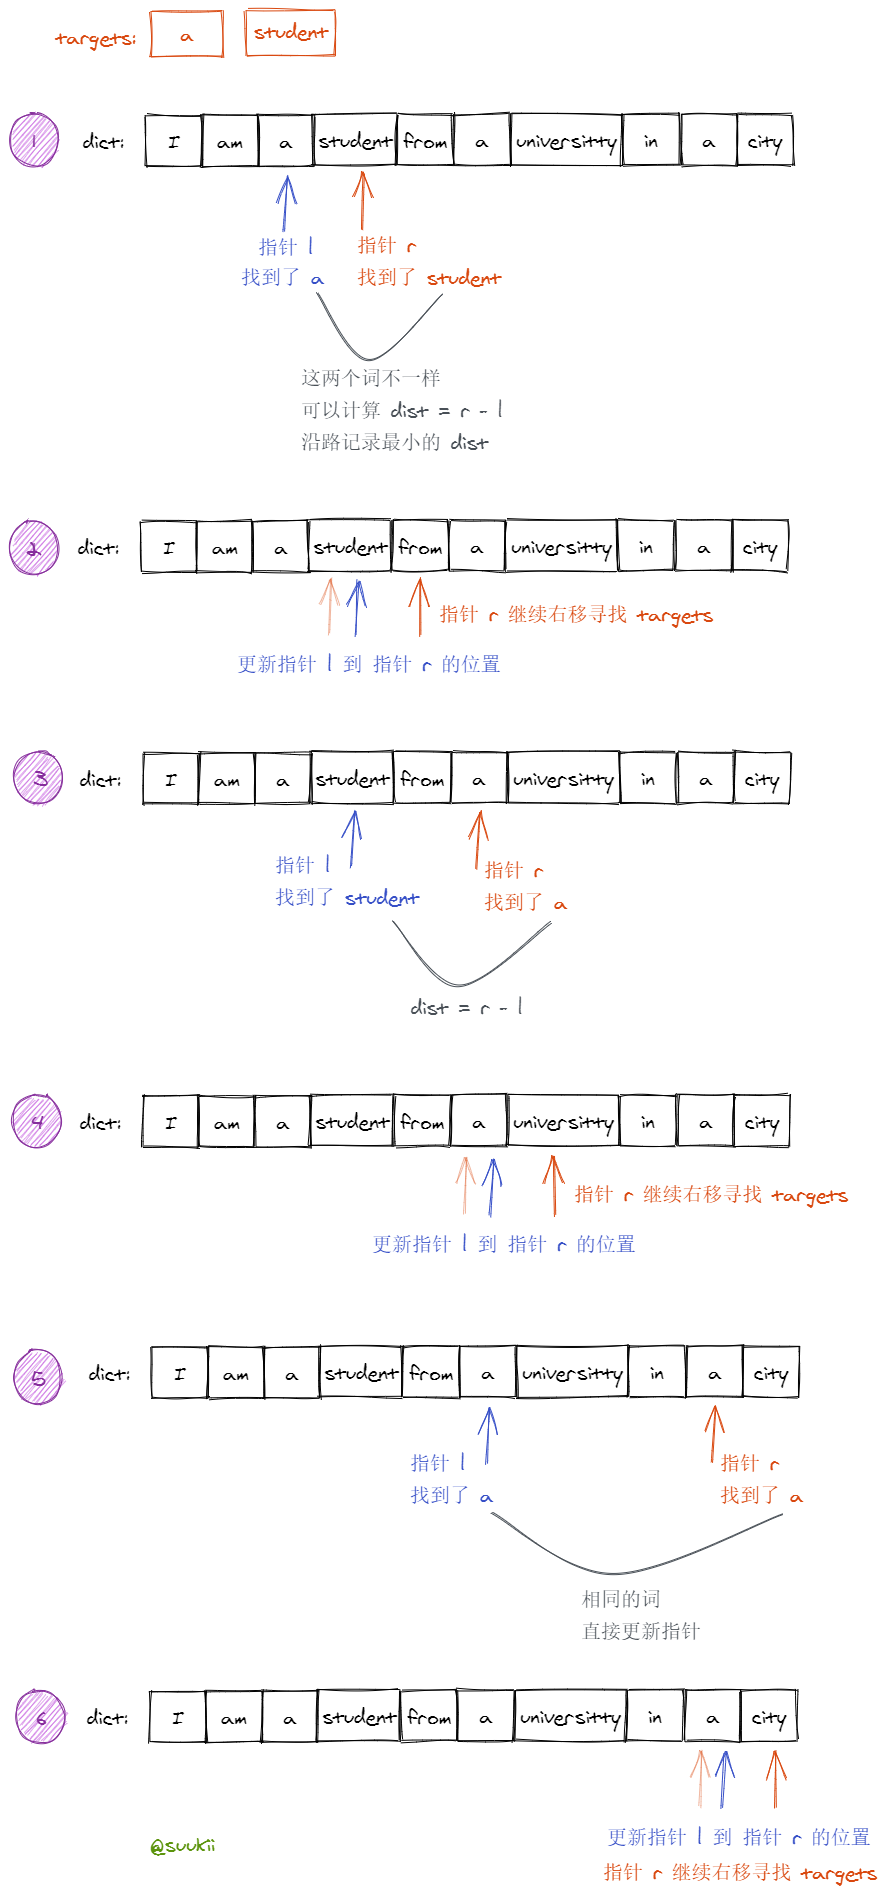 targets: a student
1 dict: I am a student from a universitty in a city
指针 l 指针 r
找到了 a 找到了 student
这两个词不一样
可以计算 dist = r - l
沿路记录最小的 dist
2 dict: I am a student from a universitty in a city
指针 r 继续右移寻找 targets
更新指针 l 到 指针 r 的位置
3 dict: I am a student from a universitty in a city
指针 l 指针 r
找到了 student 找到了 a
dist = r - l
4 dict: I am a student from a universitty in a city
指针 r 继续右移寻找 targets
更新指针 l 到 指针 r 的位置
5 dict: I am a student from a universitty in a city
指针 l 指针 r
找到了 a 找到了 a
相同的词
直接更新指针
6 dict: I am a student from a universitty in a city
更新指针 l 到 指针 r 的位置
@suukii
指针 r 继续右移寻找 targets